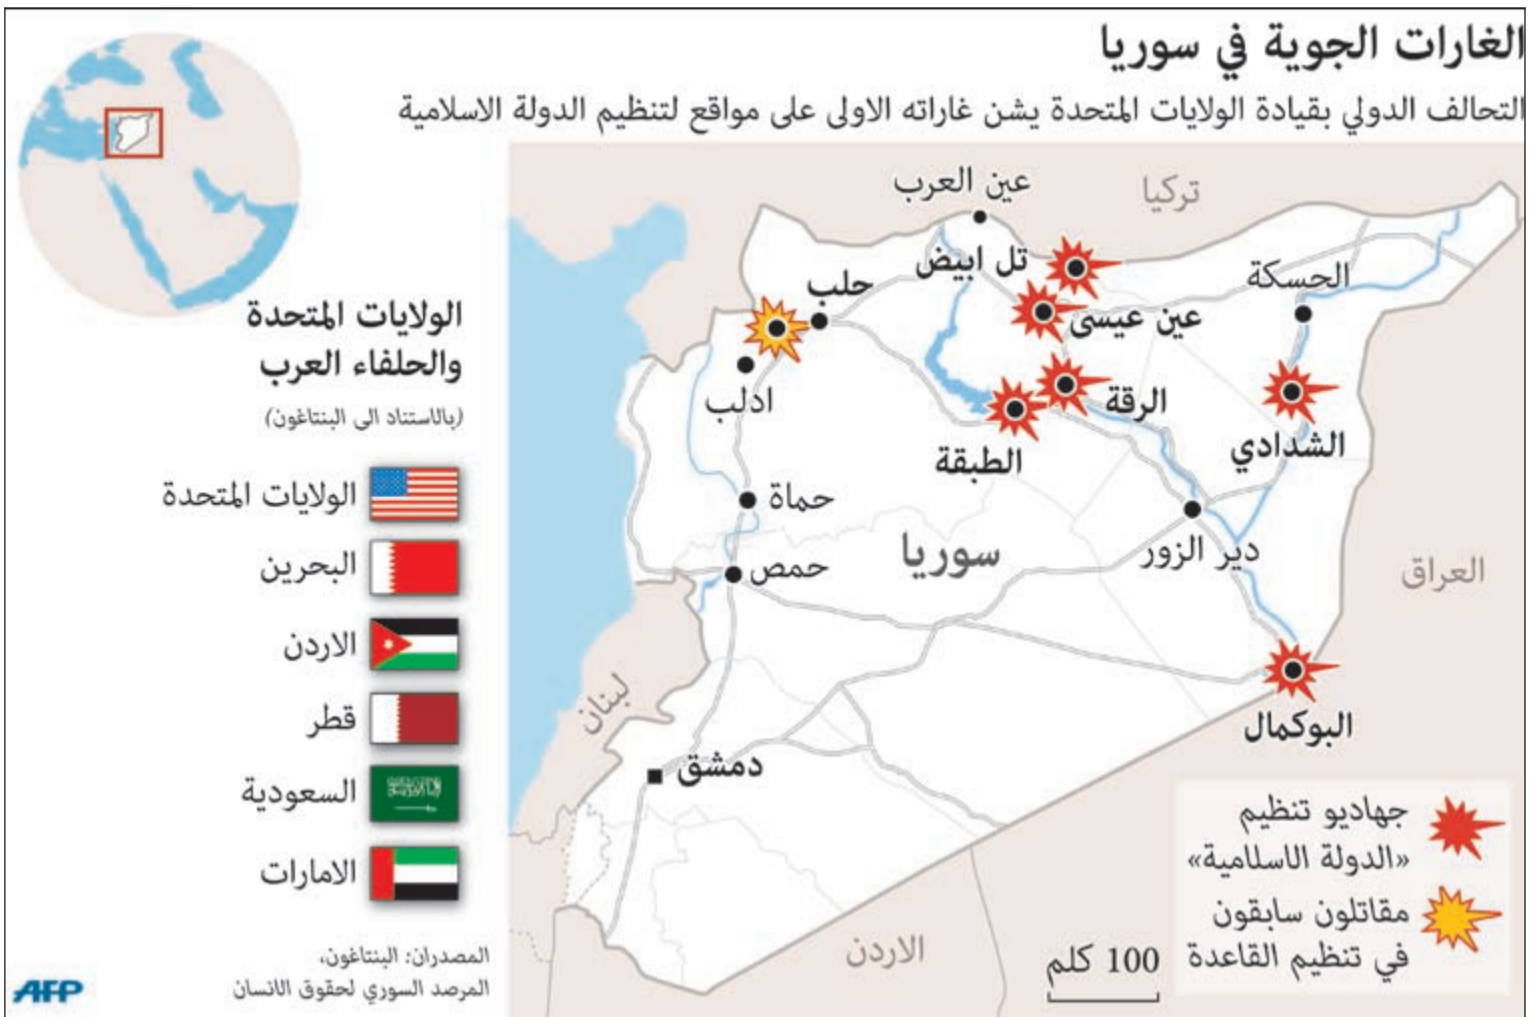 الغارات الجوية في سوريا
التحالف الدولي بقيادة الولايات المتحدة يشن غاراته الاولى على مواقع لتنظيم الدولة الاسلامية
تركيا
عين العرب
تل ابيض
الحسكة
حلب
عين عيسى
ادلب
الرقة
الطبقة
الشدادي
حماة
سوريا
دير الزور
حمص
العراق
لبنان
البوكمال
دمشق
الاردن
جهاديو تنظيم
«الدولة الاسلامية»
مقاتلون سابقون
في تنظيم القاعدة
100 كلم
الولايات المتحدة
والحلفاء العرب
(بالاستناد الى البنتاغون)
الولايات المتحدة
البحرين
الاردن
قطر
السعودية
الامارات
المصدران: البنتاغون،
المرصد السوري لحقوق الانسان
AFP